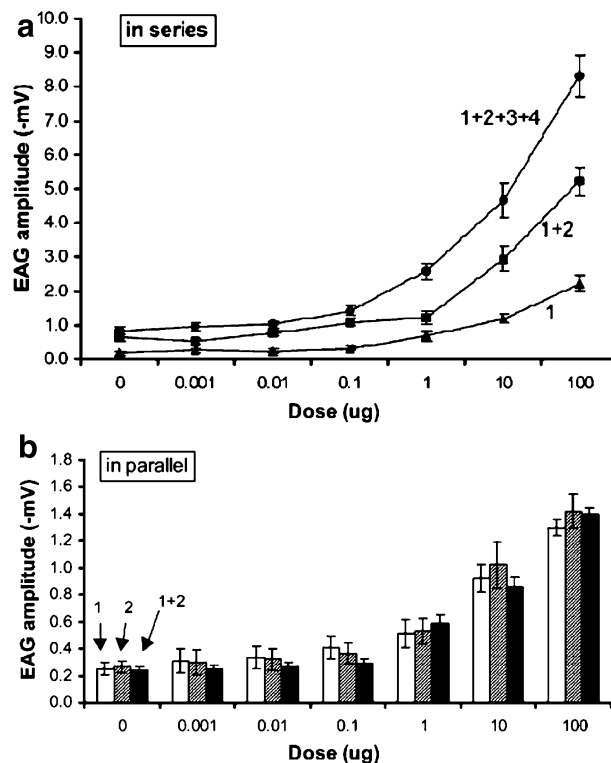 a
in series
EAG amplitude (-mV)
10.0
9.0
8.0
7.0
6.0
5.0
4.0
3.0
2.0
1.0
0.0
1+2+3+4
1+2
1
0 0.001 0.01 0.1 1 10 100
Dose (ug)
b
in parallel
EAG amplitude (-mV)
1.8
1.6
1.4
1.2
1.0
0.8
0.6
0.4
0.2
0.0
1 2 1+2
0 0.001 0.01 0.1 1 10 100
Dose (ug)